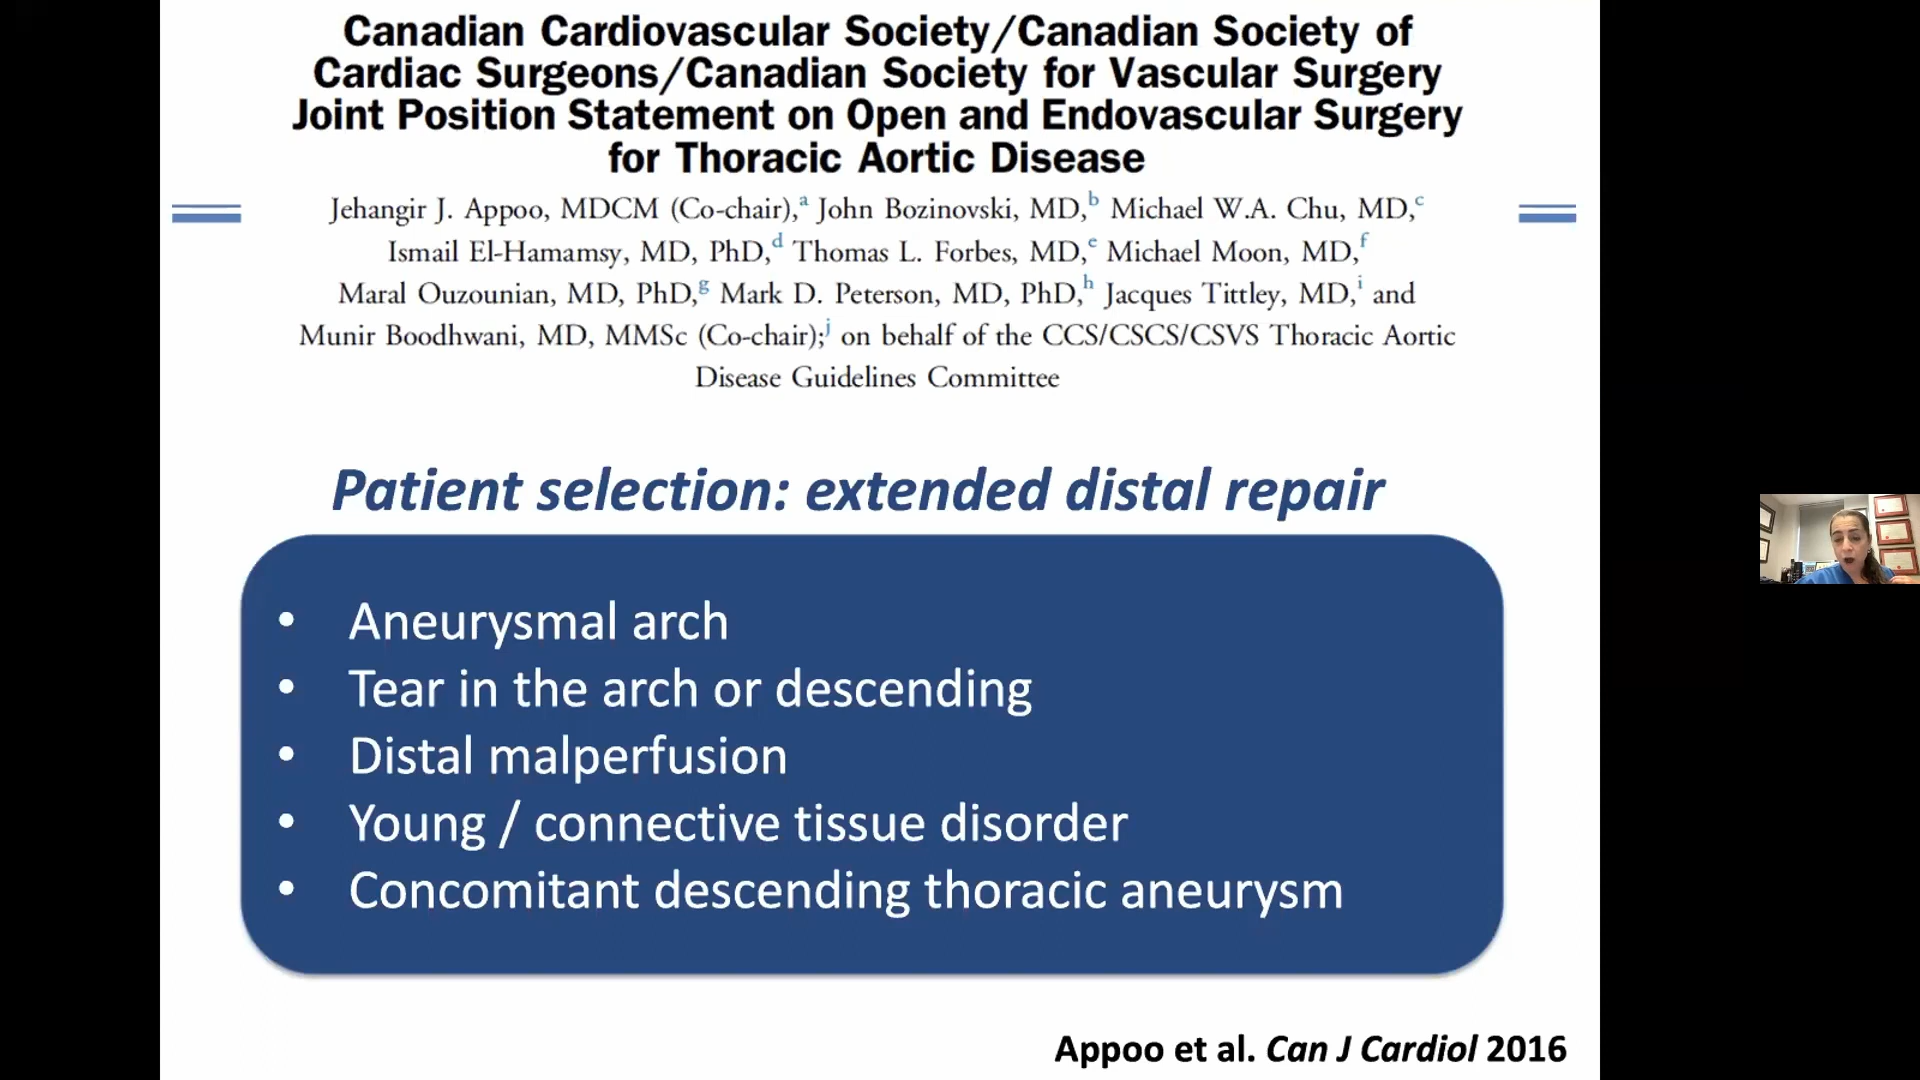 Canadian Cardiovascular Society/Canadian Society of
Cardiac Surgeons/Canadian Society for Vascular Surgery
Joint Position Statement on Open and Endovascular Surgery
for Thoracic Aortic Disease
Jehangir J. Appoo, MDCM (Co-chair),a John Bozinovski, MD,b Michael W.A. Chu, MD,c
Ismail El-Hamamsy, MD, PhD,d Thomas L. Forbes, MD,e Michael Moon, MD,f
Maral Ouzounian, MD, PhD,g Mark D. Peterson, MD, PhD,h Jacques Tittley, MD,i and
Munir Boodhwani, MD, MMSc (Co-chair);j on behalf of the CCS/CSCS/CSVS Thoracic Aortic
Disease Guidelines Committee
Patient selection: extended distal repair
• Aneurysmal arch
• Tear in the arch or descending
• Distal malperfusion
• Young / connective tissue disorder
• Concomitant descending thoracic aneurysm
Appoo et al. Can J Cardiol 2016